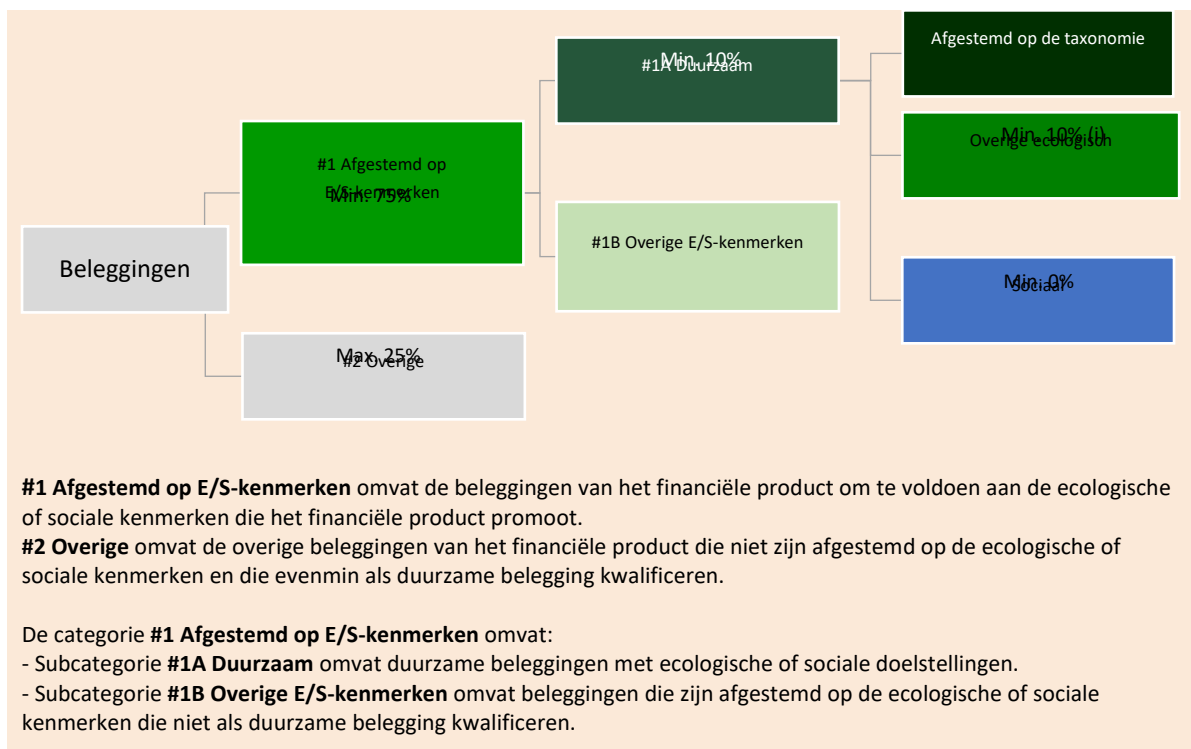 Afgestemd op de taxonomie
Min. 10%
#1A Duurzaam
Min. 10% (i)
Overige ecologisch
#1 Afgestemd op
E/S-kenmerken
Min. 75%
#1B Overige E/S-kenmerken
Beleggingen
Min. 0%
Sociaal
Max. 25%
#2 Overige
#1 Afgestemd op E/S-kenmerken omvat de beleggingen van het financiële product om te voldoen aan de ecologische
of sociale kenmerken die het financiële product promoot.
#2 Overige omvat de overige beleggingen van het financiële product die niet zijn afgestemd op de ecologische of
sociale kenmerken en die evenmin als duurzame belegging kwalificeren.
De categorie #1 Afgestemd op E/S-kenmerken omvat:
- Subcategorie #1A Duurzaam omvat duurzame beleggingen met ecologische of sociale doelstellingen.
- Subcategorie #1B Overige E/S-kenmerken omvat beleggingen die zijn afgestemd op de ecologische of sociale
kenmerken die niet als duurzame belegging kwalificeren.